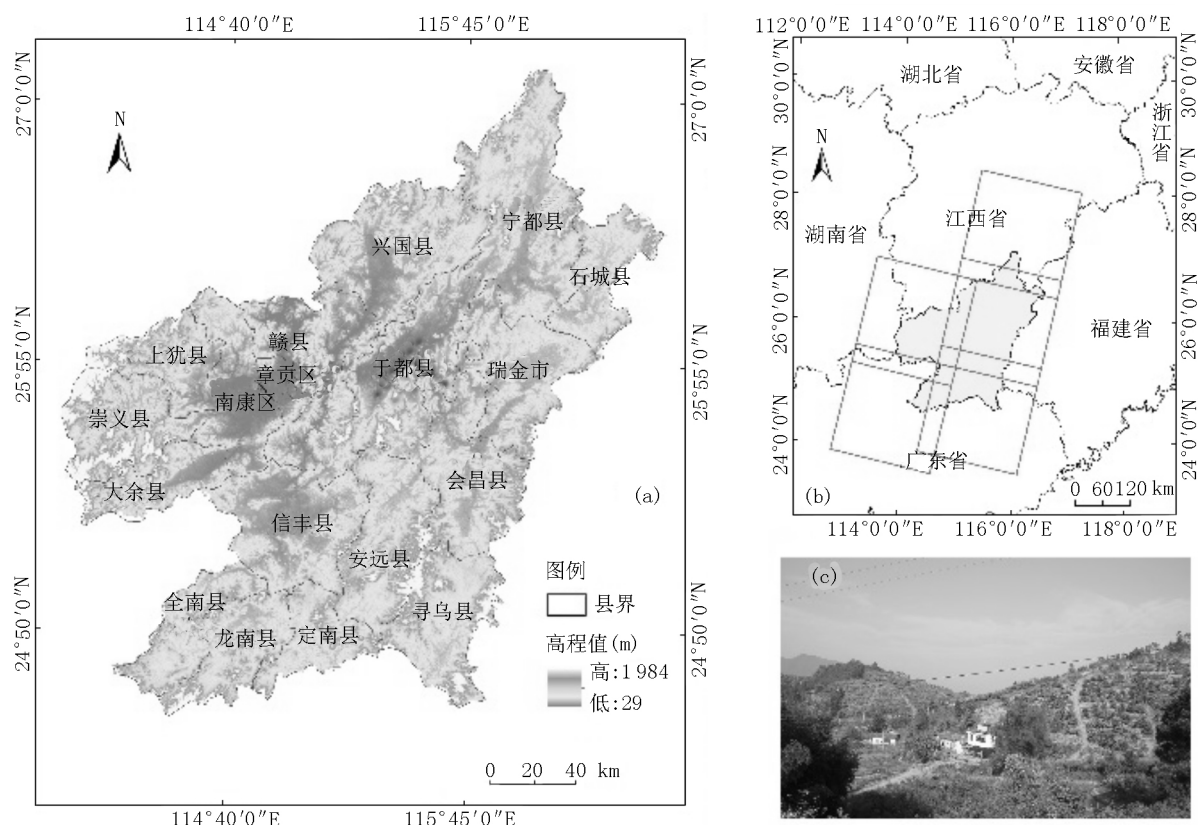 114°40′0″E
115°45′0″E
27°0′0″N
27°0′0″N
N
宁都县
兴国县
石城县
赣县
上犹县
25°55′0″N
25°55′0″N
章贡区
于都县
瑞金市
南康区
崇义县
会昌县
大余县
(a)
信丰县
安远县
图例
县界
全南县
寻乌县
龙南县
定南县
24°50′0″N
24°50′0″N
高程值(m)
高:1 984
低:29
0 20 40 km
114°40′0″E
115°45′0″E
112°0′0″E
114°0′0″E
116°0′0″E
118°0′0″E
30°0′0″N
30°0′0″N
湖北省
安徽省
浙江省
N
28°0′0″N
28°0′0″N
江西省
湖南省
26°0′0″N
26°0′0″N
福建省
24°0′0″N
24°0′0″N
广东省
(b)
0 60 120 km
114°0′0″E
116°0′0″E
118°0′0″E
(c)